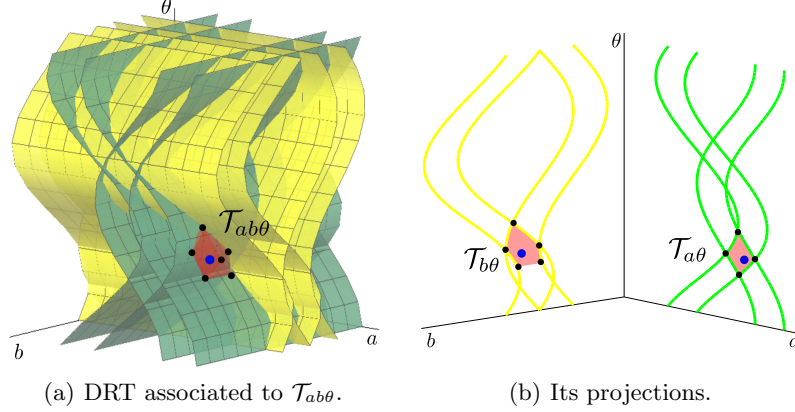 θ
𝒯abθ
b
a
(a) DRT associated to 𝒯abθ.
θ
𝒯bθ
𝒯aθ
b
a
(b) Its projections.